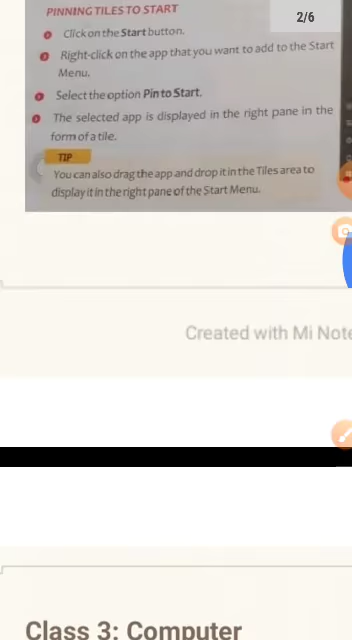 PINNING TILES TO START
2/6
Click on the Start button.
Right-click on the app that you want to add to the Start
Menu.
Select the option Pin to Start.
The selected app is displayed in the right pane in the
form of a tile.
TIP
You can also drag the app and drop it in the Tiles area to
display it in the right pane of the Start Menu.
Created with Mi Note
Class 3: Computer